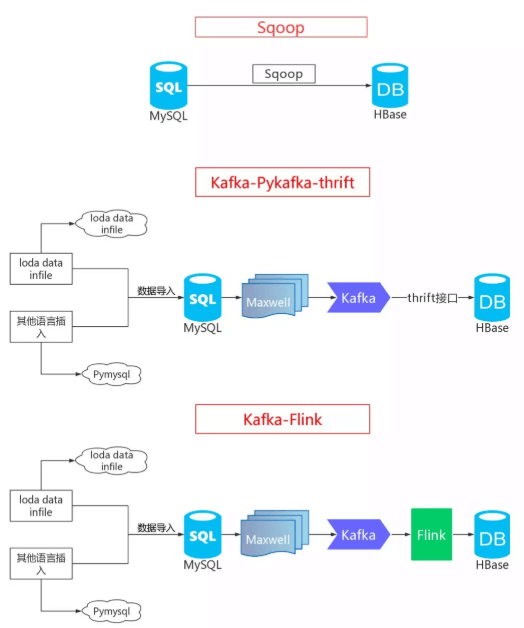 Sqoop
Sqoop
SQL
DB
MySQL
HBase
Kafka-Pykafka-thrift
loda data
infile
loda data
infile
数据导入
SQL
Maxwell
Kafka
thrift接口
DB
MySQL
HBase
其他语言插
入
Pymysql
Kafka-Flink
loda data
infile
loda data
infile
数据导入
SQL
Maxwell
Kafka
Flink
DB
MySQL
HBase
其他语言插
入
Pymysql